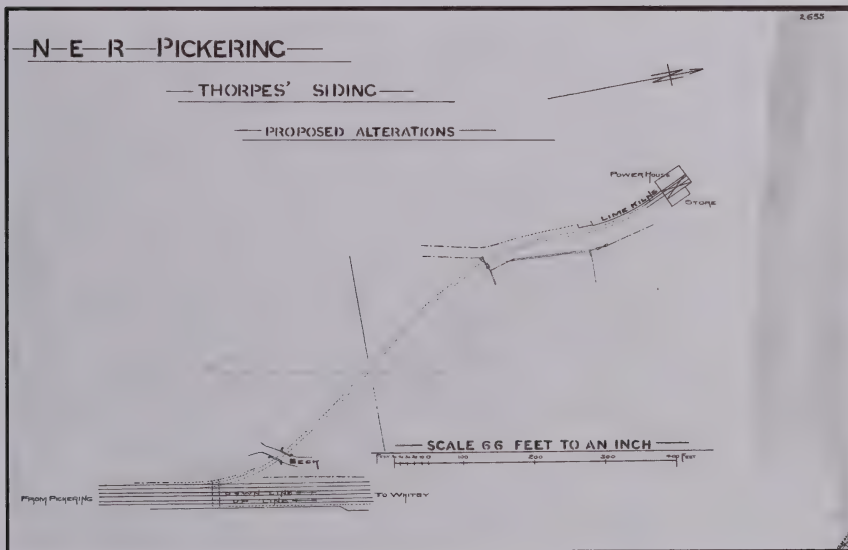 2655
N-E-R PICKERING
THORPES' SIDING
PROPOSED ALTERATIONS
POWER HOUSE
LIME KILNS
STORE
BECK
SCALE 66 FEET TO AN INCH
100 200 300 400 FEET
FROM PICKERING
DOWN LINE
UP LINE
TO WHITBY